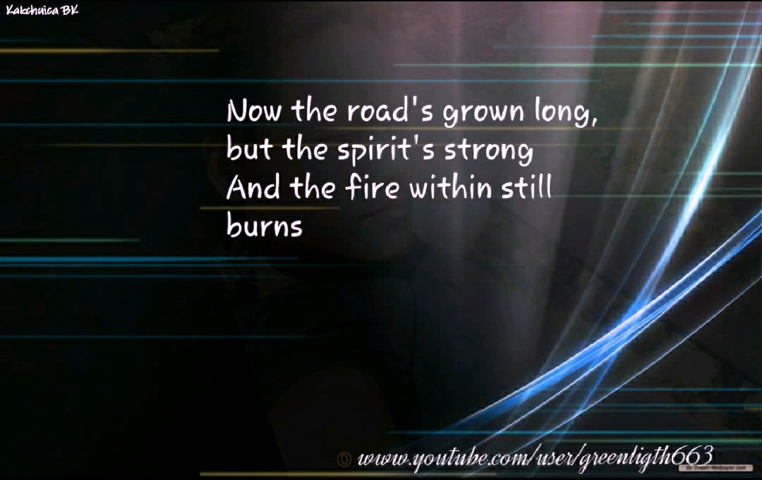 Kakchuica BK
Now the road's grown long,
but the spirit's strong
And the fire within still
burns
www.youtube.com/user/greenligth663